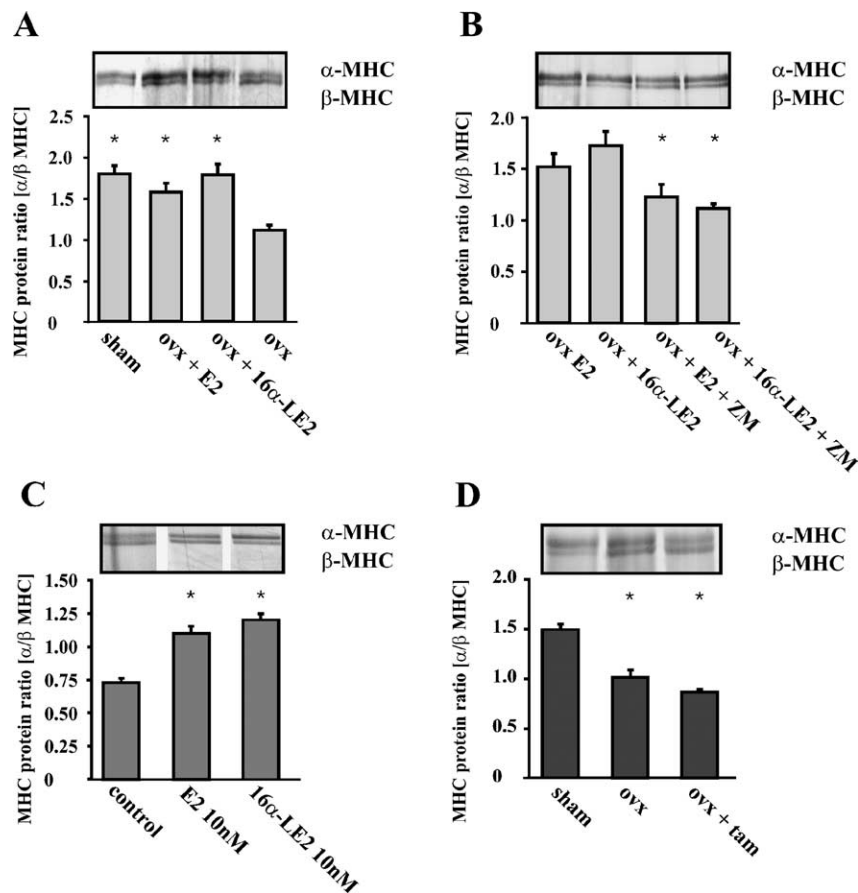 A
α-MHC
β-MHC
MHC protein ratio [α/β MHC]
2.5
2.0
1.5
1.0
0.5
0
* * *
sham
ovx + E2
ovx + 16α-LE2
ovx
B
α-MHC
β-MHC
MHC protein ratio [α/β MHC]
2.0
1.5
1.0
0.5
0
* *
ovx E2
ovx + 16α-LE2
ovx + E2 + ZM
ovx + 16α-LE2 + ZM
C
α-MHC
β-MHC
MHC protein ratio [α/β MHC]
1.50
1.25
1.00
0.75
0.50
0.25
0
* *
control
E2 10nM
16α-LE2 10nM
D
α-MHC
β-MHC
MHC protein ratio [α/β MHC]
2.0
1.5
1.0
0.5
0
* *
sham
ovx
ovx + tam